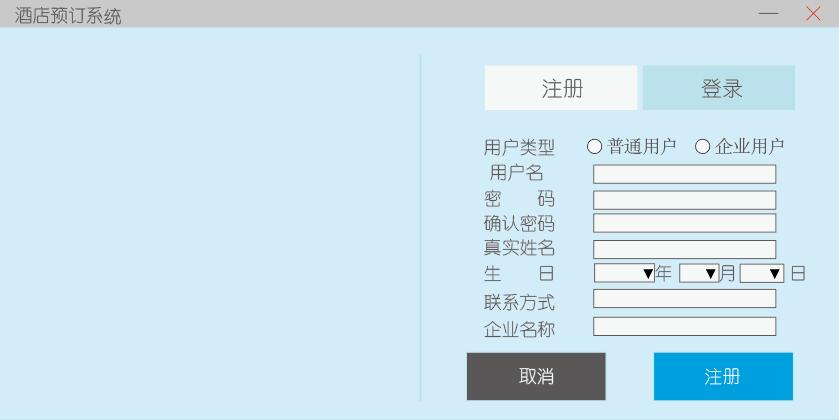 酒店预订系统
注册 登录
用户类型 普通用户 企业用户
用户名
密 码
确认密码
真实姓名
生 日 年 月 日
联系方式
企业名称
取消 注册